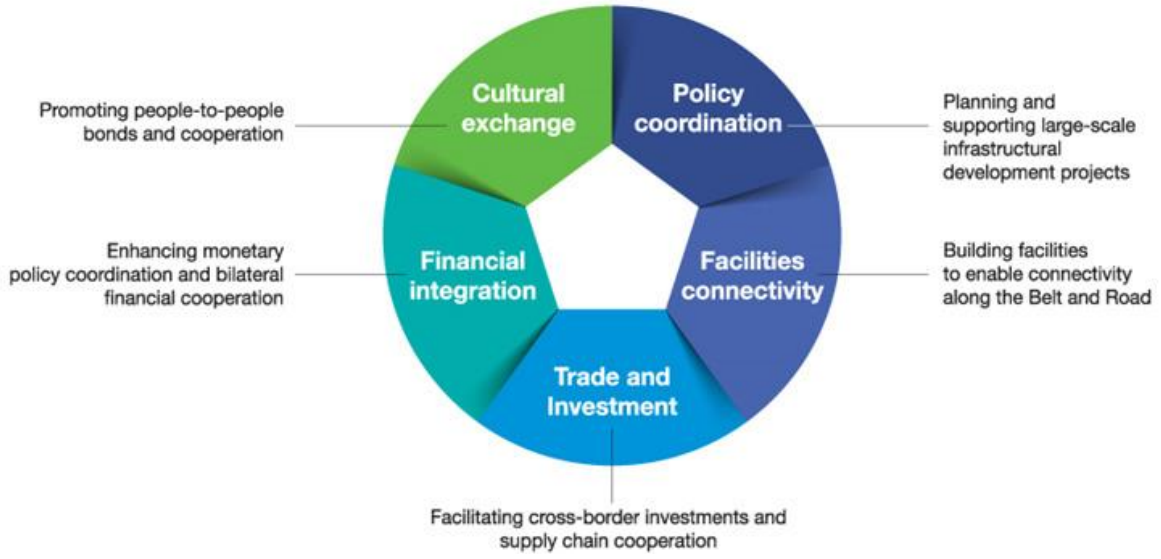 Cultural
exchange
Policy
coordination
Promoting people-to-people
bonds and cooperation
Planning and
supporting large-scale
infrastructural
development projects
Financial
integration
Facilities
connectivity
Enhancing monetary
policy coordination and bilateral
financial cooperation
Building facilities
to enable connectivity
along the Belt and Road
Trade and
Investment
Facilitating cross-border investments and
supply chain cooperation